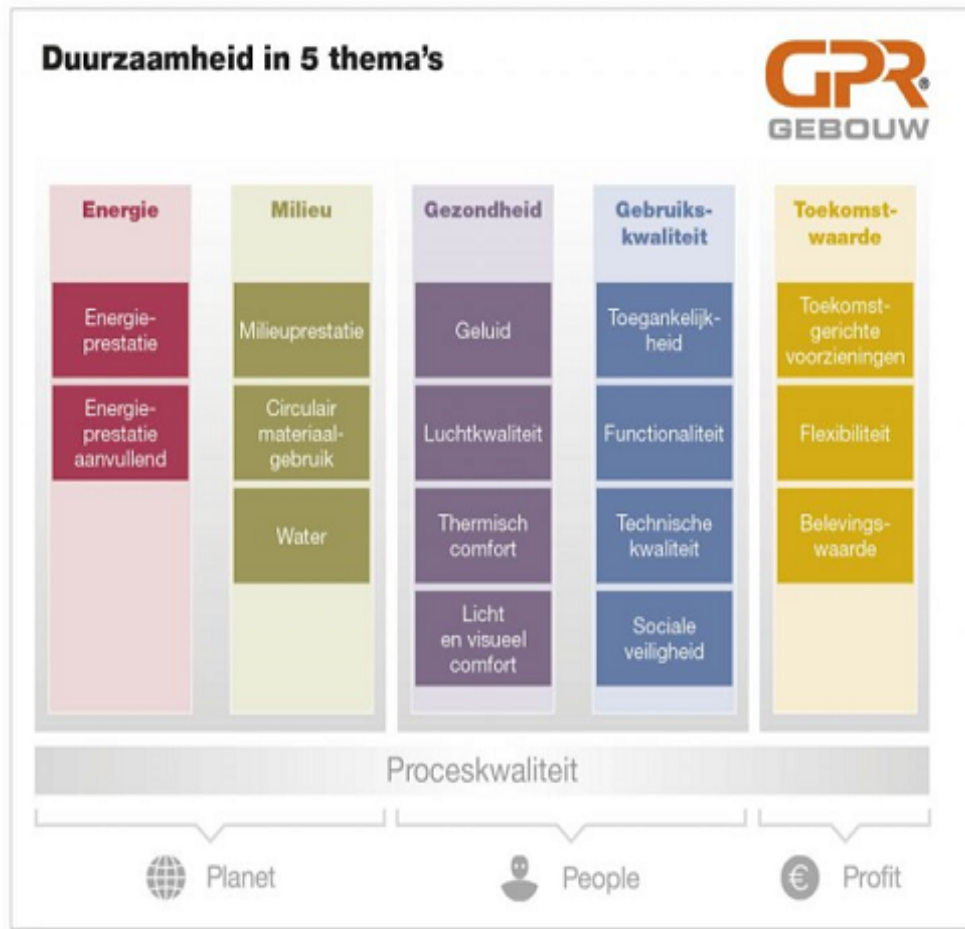 Duurzaamheid in 5 thema's
GPR®
GEBOUW
Energie
Energie-
prestatie
Energie-
prestatie
aanvullend
Milieu
Milieuprestatie
Circulair
materiaal-
gebruik
Water
Gezondheid
Geluid
Luchtkwaliteit
Thermisch
comfort
Licht
en visueel
comfort
Gebruiks-
kwaliteit
Toegankelijk-
heid
Functionaliteit
Technische
kwaliteit
Sociale
veiligheid
Toekomst-
waarde
Toekomst-
gerichte
voorzieningen
Flexibiliteit
Belevings-
waarde
Proceskwaliteit
Planet
People
€ Profit